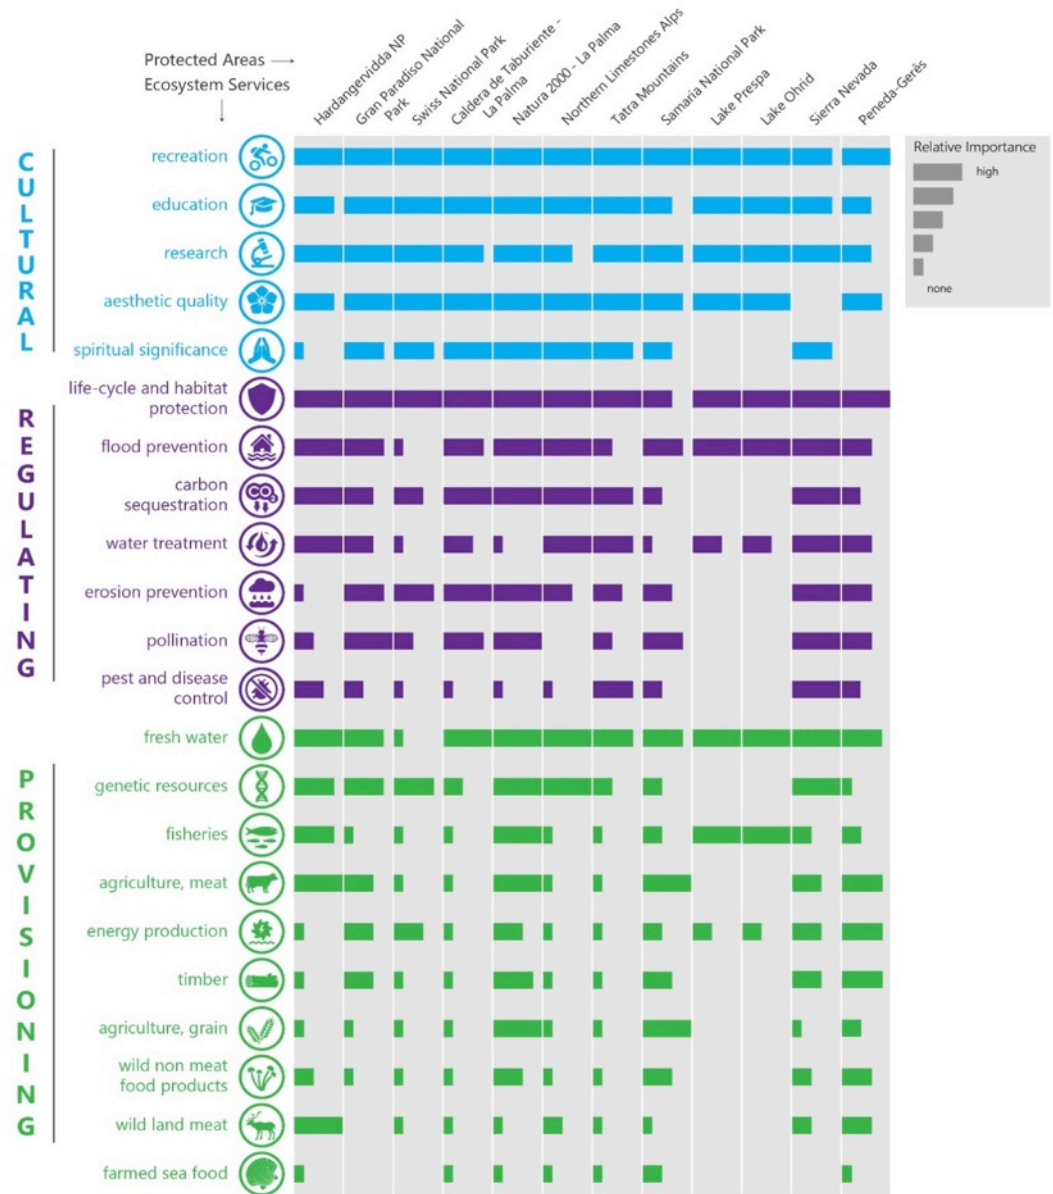 Protected Areas →
Ecosystem Services
↓
Hardangervidda NP
Gran Paradiso National
Park
Swiss National Park
Caldera de Taburiente -
La Palma
Natura 2000 - La Palma
Northern Limestones Alps
Tatra Mountains
Samaria National Park
Lake Prespa
Lake Ohrid
Sierra Nevada
Peneda-Gerês
Relative Importance
high
none
CULTURAL
recreation
education
research
aesthetic quality
spiritual significance
REGULATING
life-cycle and habitat
protection
flood prevention
carbon
sequestration
CO2
water treatment
erosion prevention
pollination
pest and disease
control
PROVISIONING
fresh water
genetic resources
fisheries
agriculture, meat
energy production
timber
agriculture, grain
wild non meat
food products
wild land meat
farmed sea food